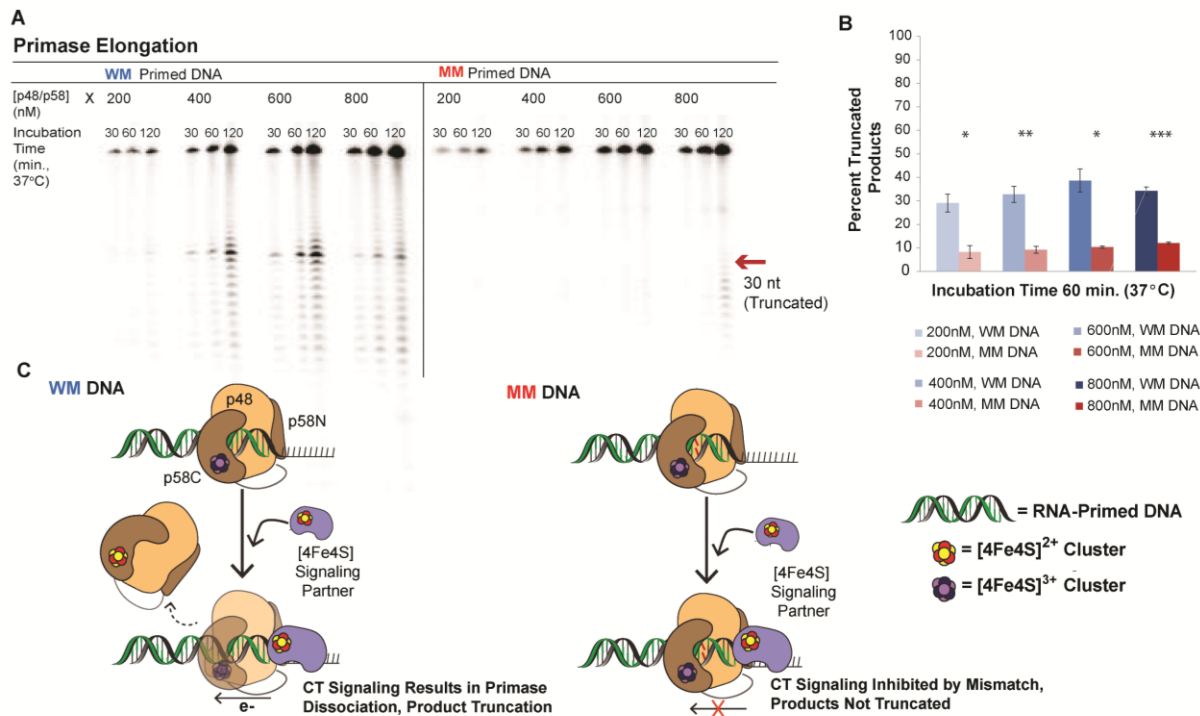 A
Primase Elongation
WM Primed DNA
MM Primed DNA
[p48/p58] X 200 400 600 800 200 400 600 800
(nM)
Incubation 30 60 120 30 60 120 30 60 120 30 60 120 30 60 120 30 60 120 30 60 120 30 60 120
Time
(min.,
37°C)
30 nt
(Truncated)
B
Percent Truncated
Products
100
90
80
70
60
50
40
30
20
10
0
* ** * ***
Incubation Time 60 min. (37°C)
200nM, WM DNA
200nM, MM DNA
400nM, WM DNA
400nM, MM DNA
600nM, WM DNA
600nM, MM DNA
800nM, WM DNA
800nM, MM DNA
C
WM DNA
p48
p58N
p58C
[4Fe4S]
Signaling
Partner
e-
CT Signaling Results in Primase
Dissociation, Product Truncation
MM DNA
[4Fe4S]
Signaling
Partner
CT Signaling Inhibited by Mismatch,
Products Not Truncated
X
= RNA-Primed DNA
= [4Fe4S]2+ Cluster
= [4Fe4S]3+ Cluster